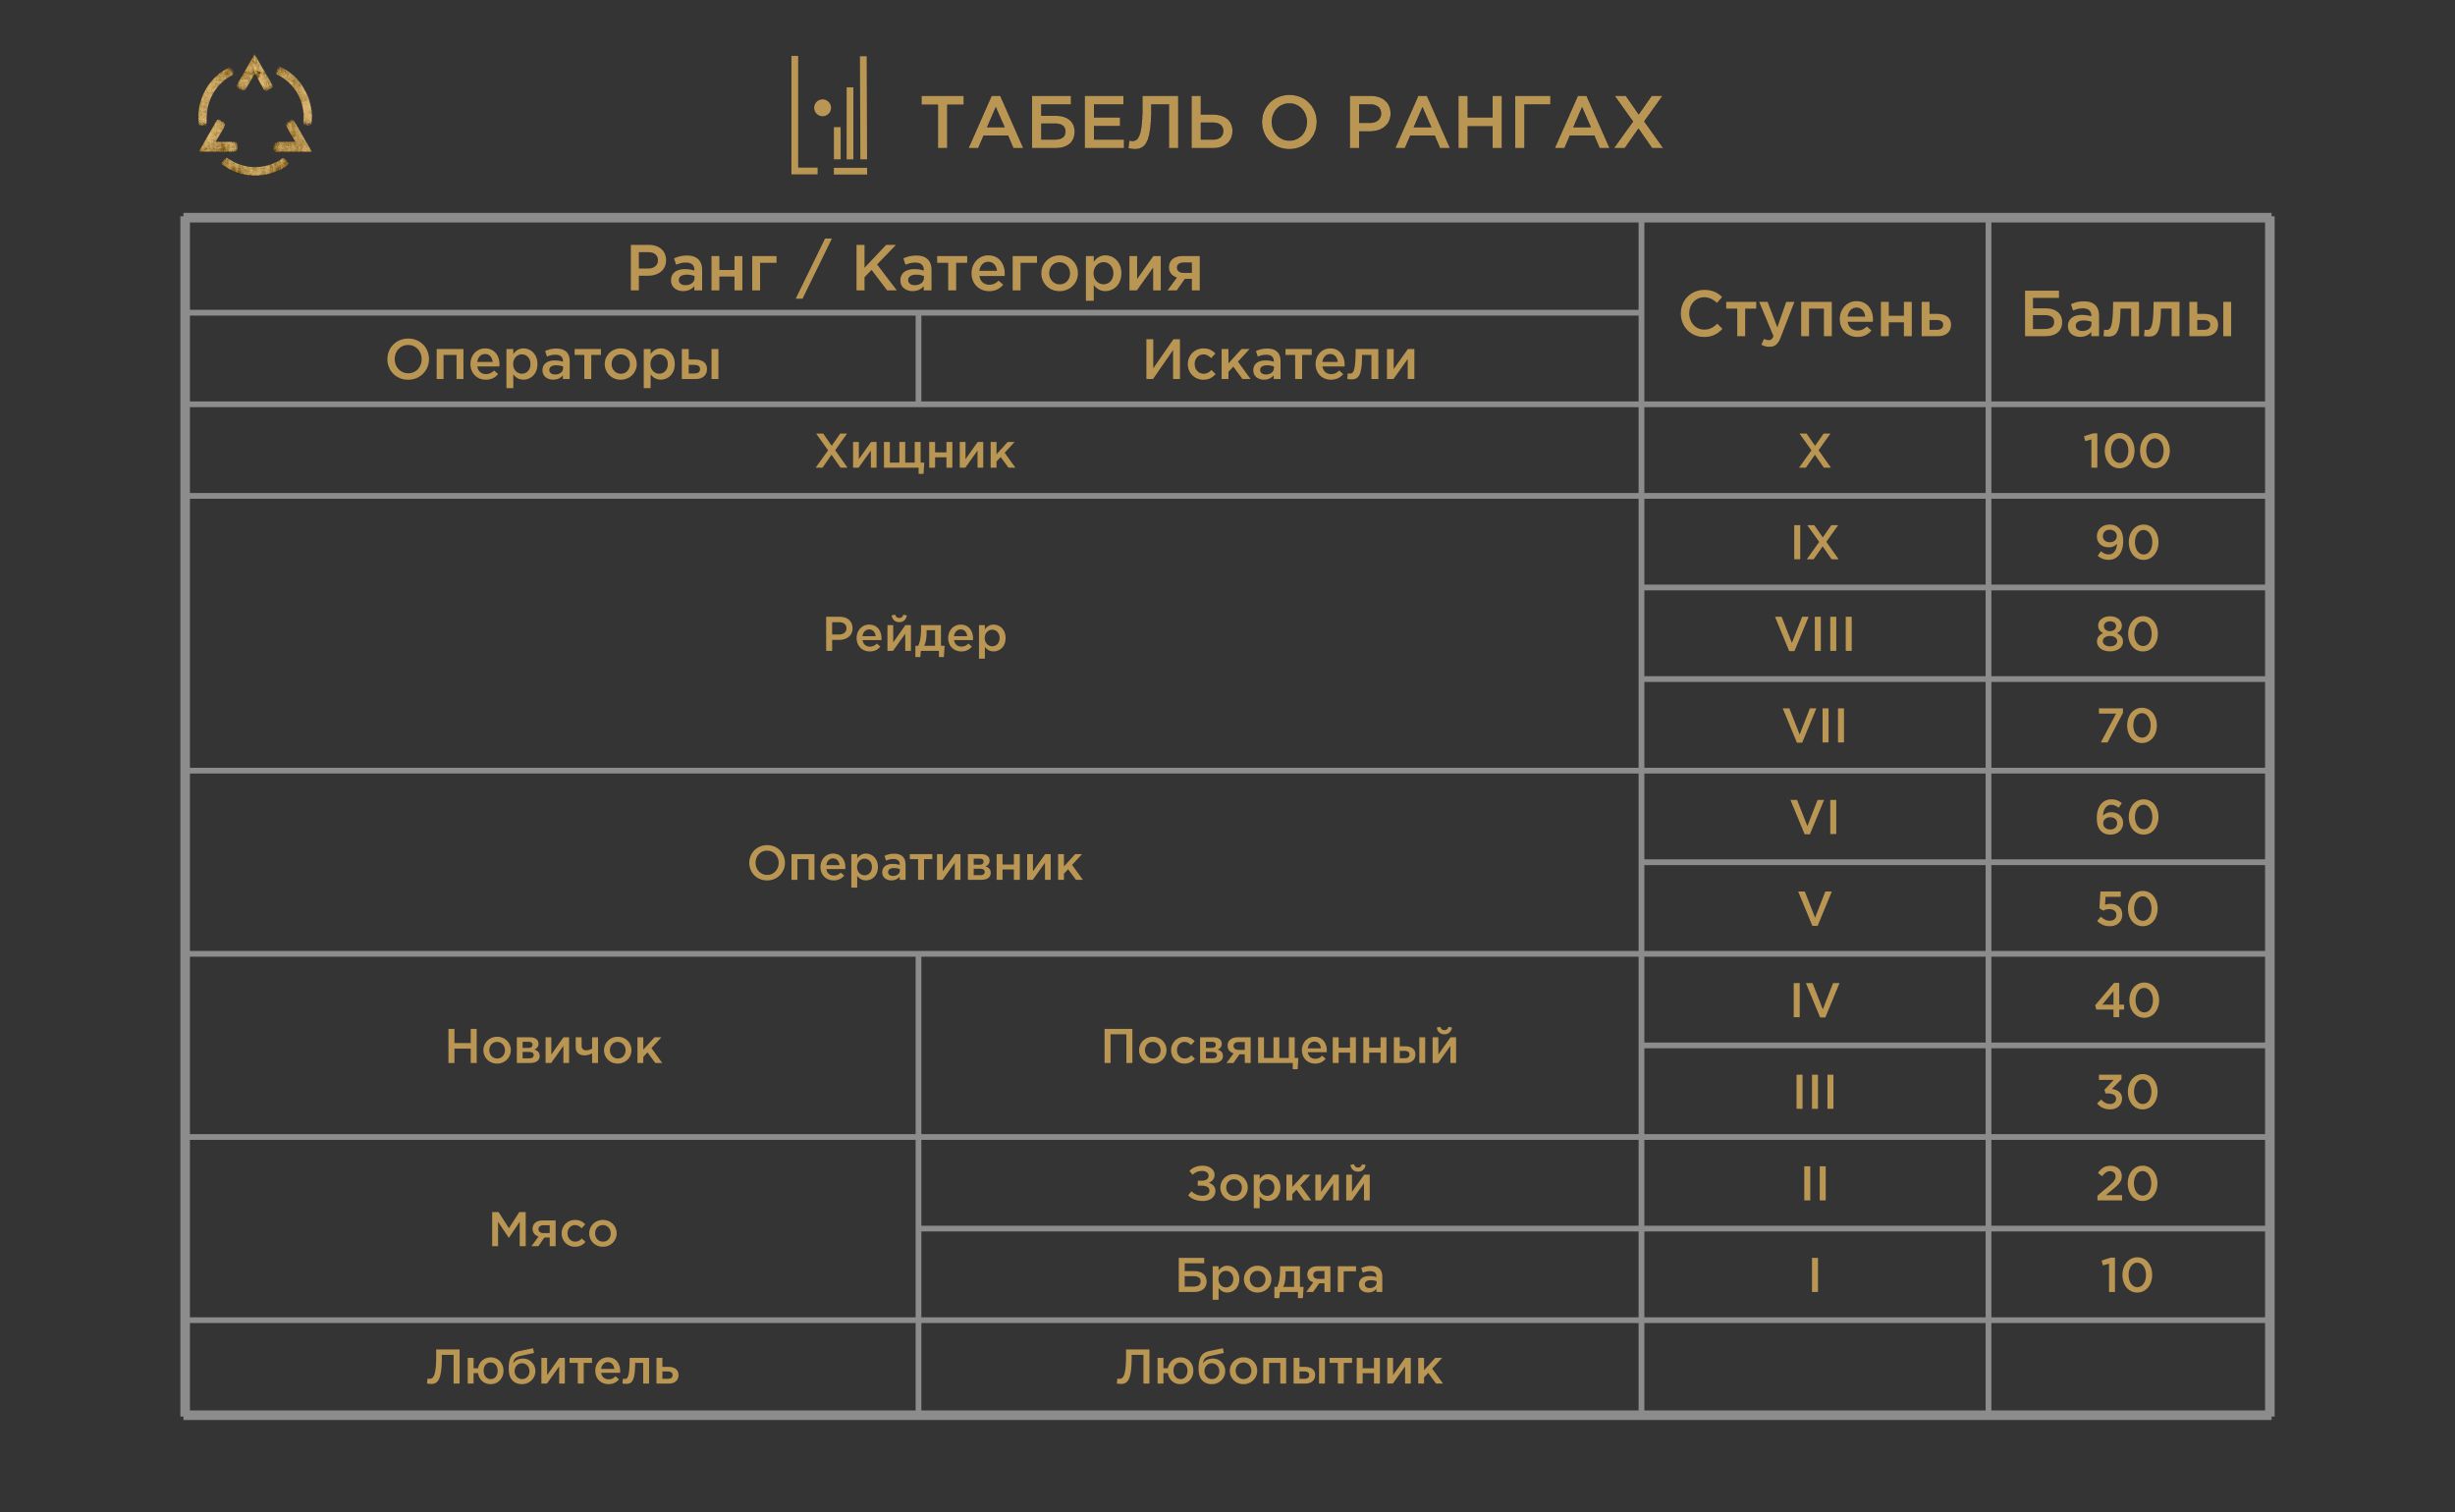 ТАБЕЛЬ О РАНГАХ
Ранг / Категория
Ступень
Баллы
Операторы
Искатели
Хищник
X
100
Рейдер
IX
90
VIII
80
VII
70
Оперативник
VI
60
V
50
Новичок
Посвященный
IV
40
III
30
Мясо
Зоркий
II
20
Бродяга
I
10
Любитель
Любопытник